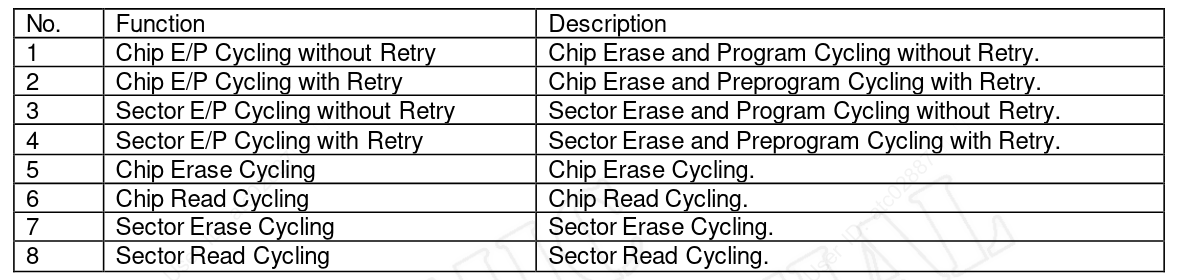 No. Function Description
1 Chip E/P Cycling without Retry Chip Erase and Program Cycling without Retry.
2 Chip E/P Cycling with Retry Chip Erase and Preprogram Cycling with Retry.
3 Sector E/P Cycling without Retry Sector Erase and Program Cycling without Retry.
4 Sector E/P Cycling with Retry Sector Erase and Preprogram Cycling with Retry.
5 Chip Erase Cycling Chip Erase Cycling.
6 Chip Read Cycling Chip Read Cycling.
7 Sector Erase Cycling Sector Erase Cycling.
8 Sector Read Cycling Sector Read Cycling.